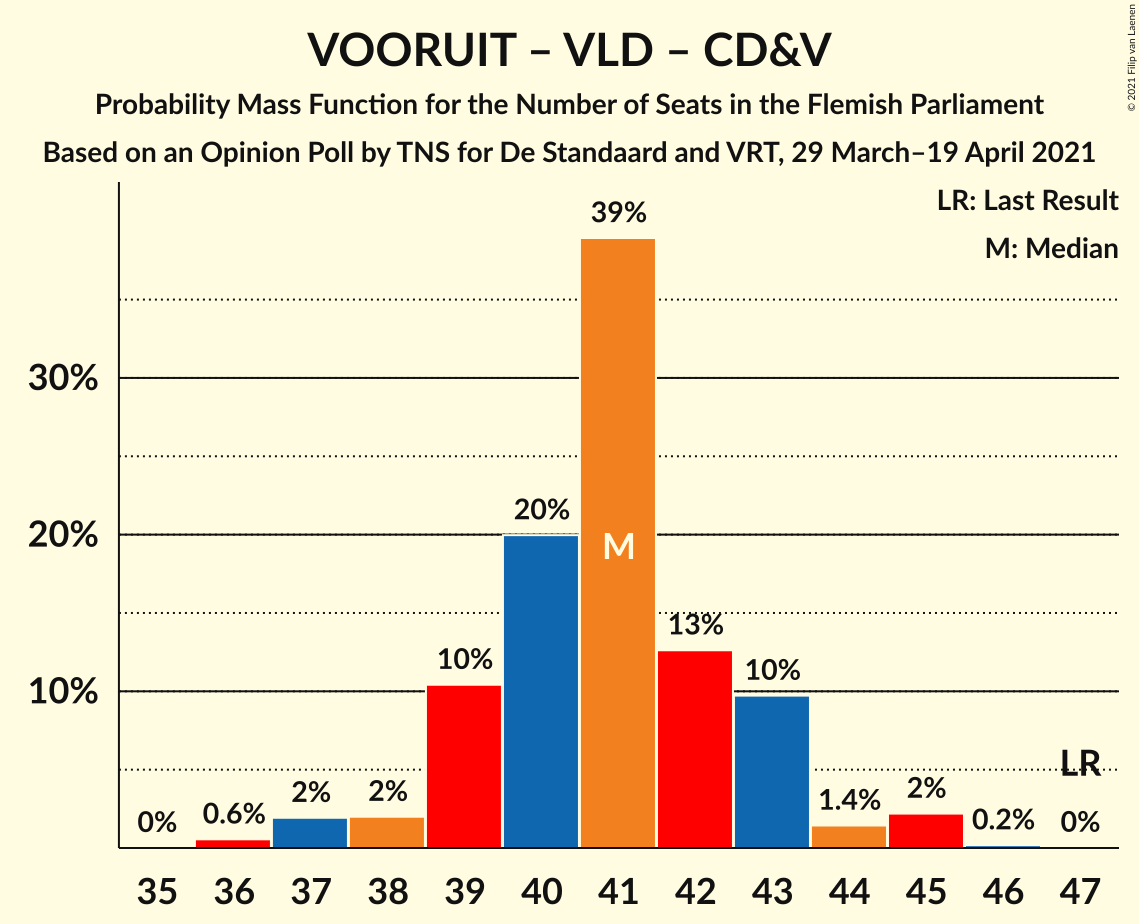 VOORUIT – VLD – CD&V
Probability Mass Function for the Number of Seats in the Flemish Parliament
Based on an Opinion Poll by TNS for De Standaard and VRT, 29 March–19 April 2021
© 2021 Filip van Laenen
LR: Last Result
M: Median
39%
30%
20%
20%
M
13%
10%
10%
10%
LR
2%
2%
2%
1.4%
0.6%
0.2%
0%
0%
35 36 37 38 39 40 41 42 43 44 45 46 47